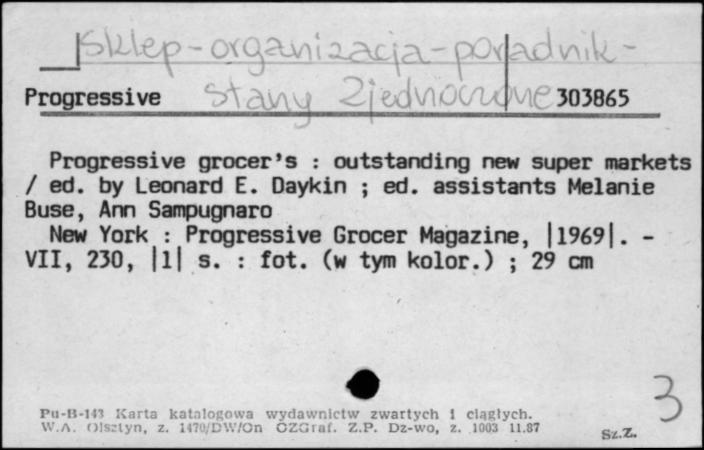 Sklep - organizacja - poradnik -
Stany Zjednoczone
Progressive 303865
Progressive grocer's : outstanding new super markets
/ ed. by Leonard E. Daykin ; ed. assistants Melanie
Buse, Ann Sampugnaro
New York : Progressive Grocer Magazine, |1969|. -
VII, 230, |1| s. : fot. (w tym kolor.) ; 29 cm
3
Pu-B-143 Karta katalogowa wydawnictw zwartych i ciągłych.
W.A. Olsztyn, z. 1470/DW/On OZGraf. Z.P. Dz-wo, z. 1003 11.87
Sz.Z.